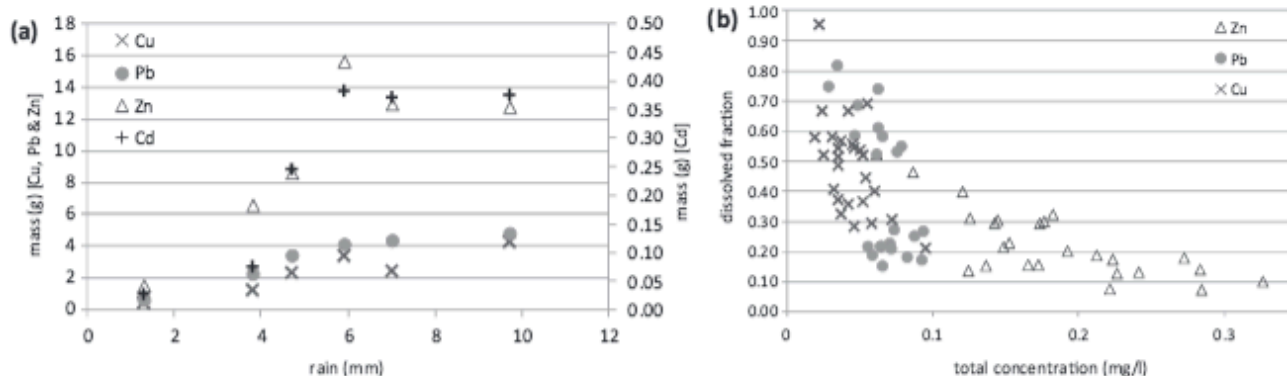 (a)
mass (g) [Cu, Pb & Zn]
18
16
14
12
10
8
6
4
2
0
Cu
Pb
Zn
Cd
0.50
0.45
0.40
0.35
0.30
0.25
0.20
0.15
0.10
0.05
0.00
mass (g) [Cd]
0 2 4 6 8 10 12
rain (mm)
(b)
dissolved fraction
1.00
0.90
0.80
0.70
0.60
0.50
0.40
0.30
0.20
0.10
0.00
Zn
Pb
Cu
0 0.1 0.2 0.3
total concentration (mg/l)